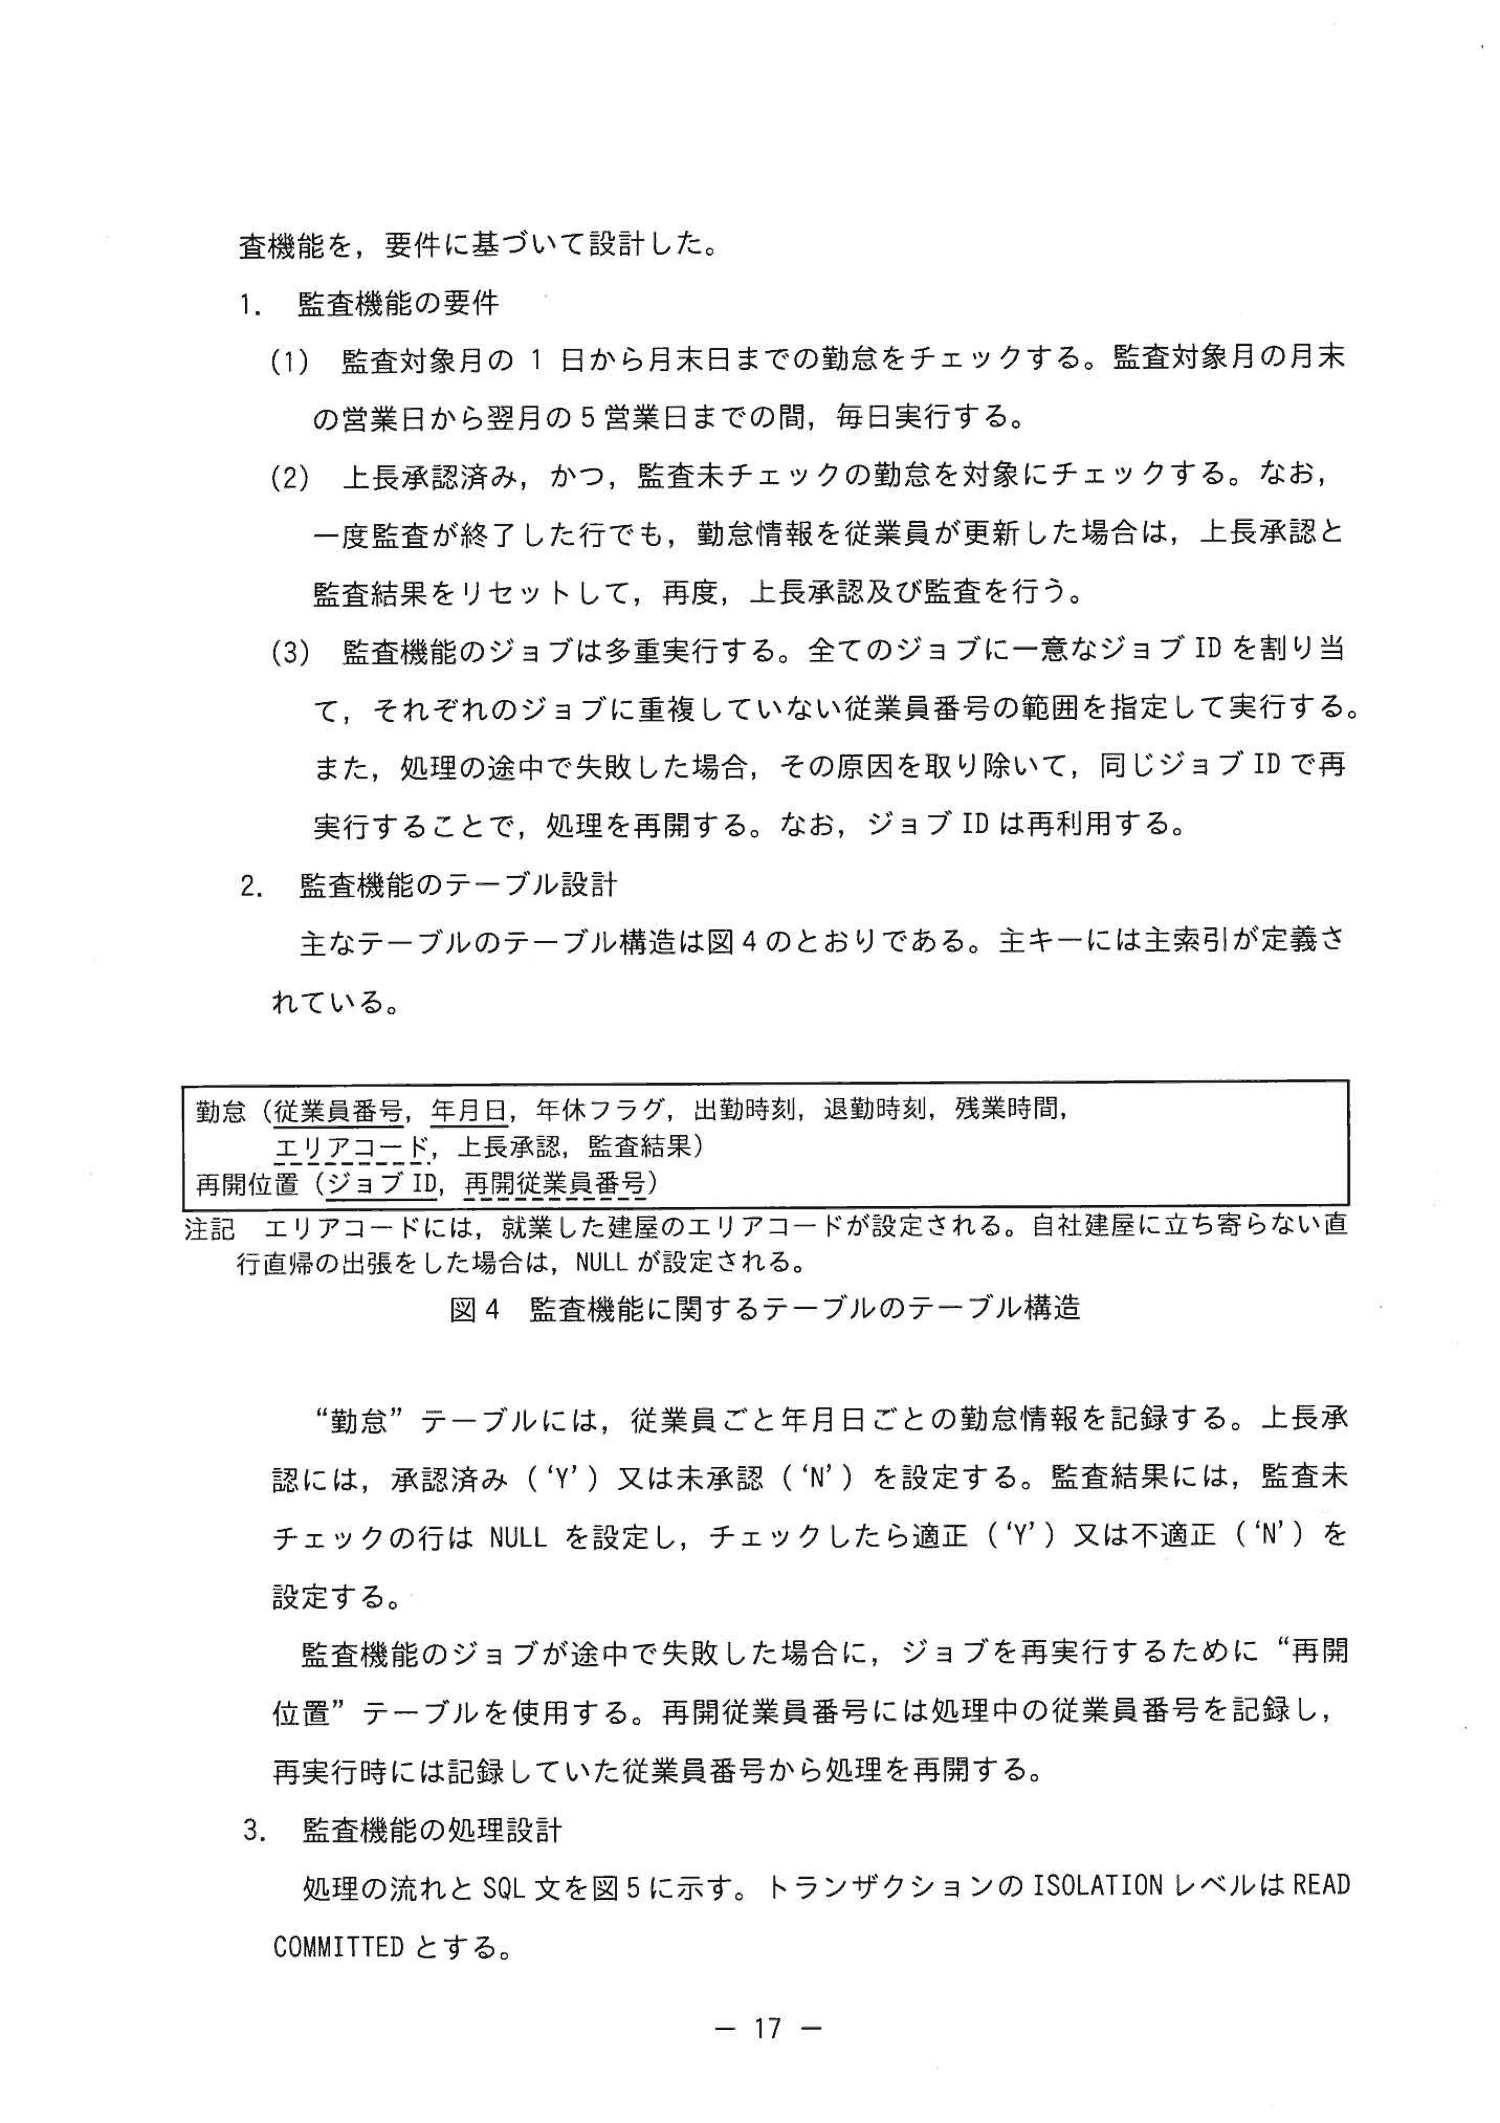 査機能を，要件に基づいて設計した。
1． 監査機能の要件
(1) 監査対象月の 1 日から月末日までの勤怠をチェックする。監査対象月の月末
の営業日から翌月の 5 営業日までの間，毎日実行する。
(2) 上長承認済み，かつ，監査未チェックの勤怠を対象にチェックする。なお，
一度監査が終了した行でも，勤怠情報を従業員が更新した場合は，上長承認と
監査結果をリセットして，再度，上長承認及び監査を行う。
(3) 監査機能のジョブは多重実行する。全てのジョブに一意なジョブ ID を割り当
て，それぞれのジョブに重複していない従業員番号の範囲を指定して実行する。
また，処理の途中で失敗した場合，その原因を取り除いて，同じジョブ ID で再
実行することで，処理を再開する。なお，ジョブ ID は再利用する。
2． 監査機能のテーブル設計
主なテーブルのテーブル構造は図 4 のとおりである。主キーには主索引が定義さ
れている。
勤怠（従業員番号，年月日，年休フラグ，出勤時刻，退勤時刻，残業時間，
エリアコード，上長承認，監査結果）
再開位置（ジョブ ID，再開従業員番号）
注記 エリアコードには，就業した建屋のエリアコードが設定される。自社建屋に立ち寄らない直
行直帰の出張をした場合は，NULL が設定される。
図 4 監査機能に関するテーブルのテーブル構造
“勤怠”テーブルには，従業員ごと年月日ごとの勤怠情報を記録する。上長承
認には，承認済み（‘Y’）又は未承認（‘N’）を設定する。監査結果には，監査未
チェックの行は NULL を設定し，チェックしたら適正（‘Y’）又は不適正（‘N’）を
設定する。
監査機能のジョブが途中で失敗した場合に，ジョブを再実行するために“再開
位置”テーブルを使用する。再開従業員番号には処理中の従業員番号を記録し，
再実行時には記録していた従業員番号から処理を再開する。
3． 監査機能の処理設計
処理の流れと SQL 文を図 5 に示す。トランザクションの ISOLATION レベルは READ
COMMITTED とする。
－ 17 －